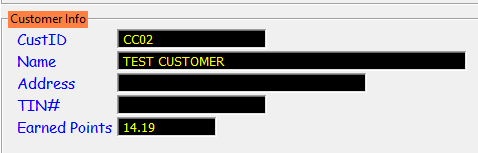 Customer Info
CustID CC02
Name TEST CUSTOMER
Address
TIN#
Earned Points 14.19